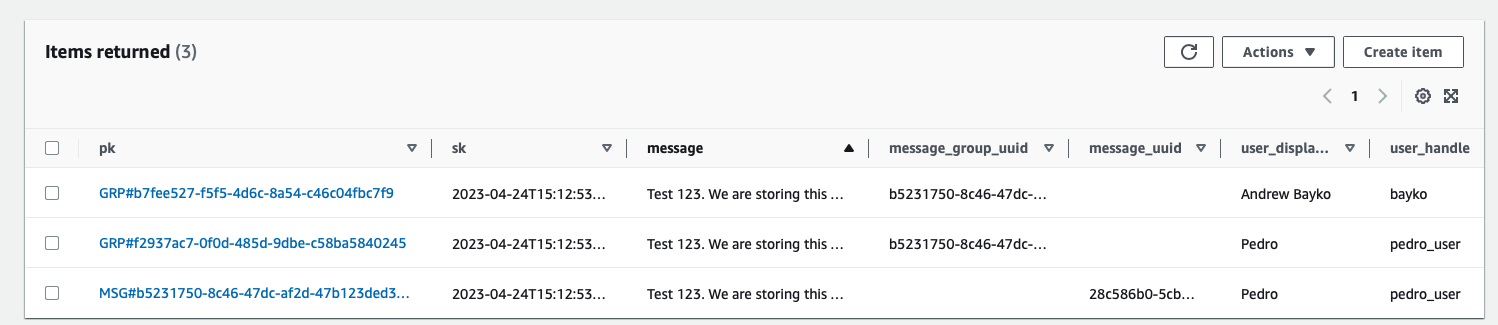 Items returned (3)
Actions
Create item
1
pk sk message message_group_uuid message_uuid user_displa... user_handle
GRP#b7fee527-f5f5-4d6c-8a54-c46c04fbc7f9 2023-04-24T15:12:53... Test 123. We are storing this ... b5231750-8c46-47dc-... Andrew Bayko bayko
GRP#f2937ac7-0f0d-485d-9dbe-c58ba5840245 2023-04-24T15:12:53... Test 123. We are storing this ... b5231750-8c46-47dc-... Pedro pedro_user
MSG#b5231750-8c46-47dc-af2d-47b123ded3... 2023-04-24T15:12:53... Test 123. We are storing this ... 28c586b0-5cb... Pedro pedro_user